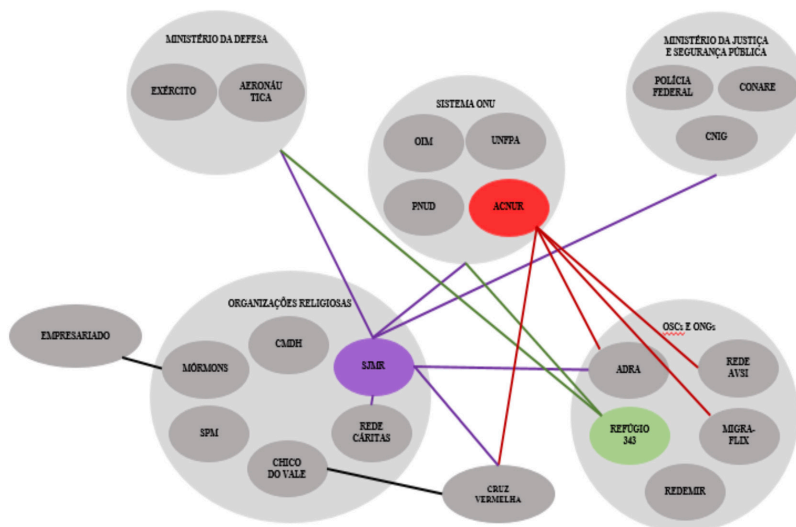 MINISTÉRIO DA DEFESA
EXÉRCITO
AERONÁU
TICA
SISTEMA ONU
OIM
UNFPA
PNUD
ACNUR
MINISTÉRIO DA JUSTIÇA
E SEGURANÇA PÚBLICA
POLÍCIA
FEDERAL
CONARE
CNIG
EMPRESARIADO
ORGANIZAÇÕES RELIGIOSAS
CMDH
MÓRMONS
SJMR
SPM
REDE
CÁRITAS
CHICO
DO VALE
CRUZ
VERMELHA
OSCs E ONGs
ADRA
REDE
AVSI
REFÚGIO
343
MIGRA-
FLIX
REDEMIR